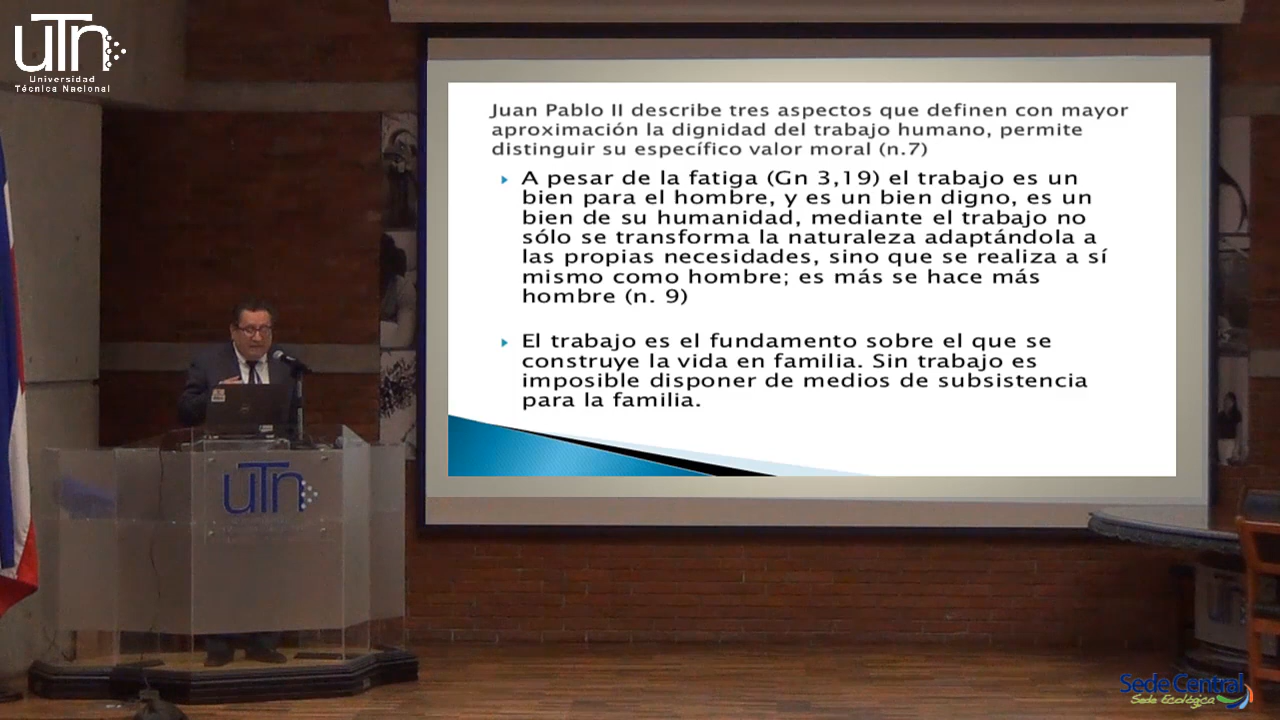 UTn
Universidad
Técnica Nacional
Juan Pablo II describe tres aspectos que definen con mayor
aproximación la dignidad del trabajo humano, permite
distinguir su específico valor moral (n.7)
A pesar de la fatiga (Gn 3,19) el trabajo es un
bien para el hombre, y es un bien digno, es un
bien de su humanidad, mediante el trabajo no
sólo se transforma la naturaleza adaptándola a
las propias necesidades, sino que se realiza a sí
mismo como hombre; es más se hace más
hombre (n. 9)
El trabajo es el fundamento sobre el que se
construye la vida en familia. Sin trabajo es
imposible disponer de medios de subsistencia
para la familia.
UTn
Sede Central
Sede Ecológica